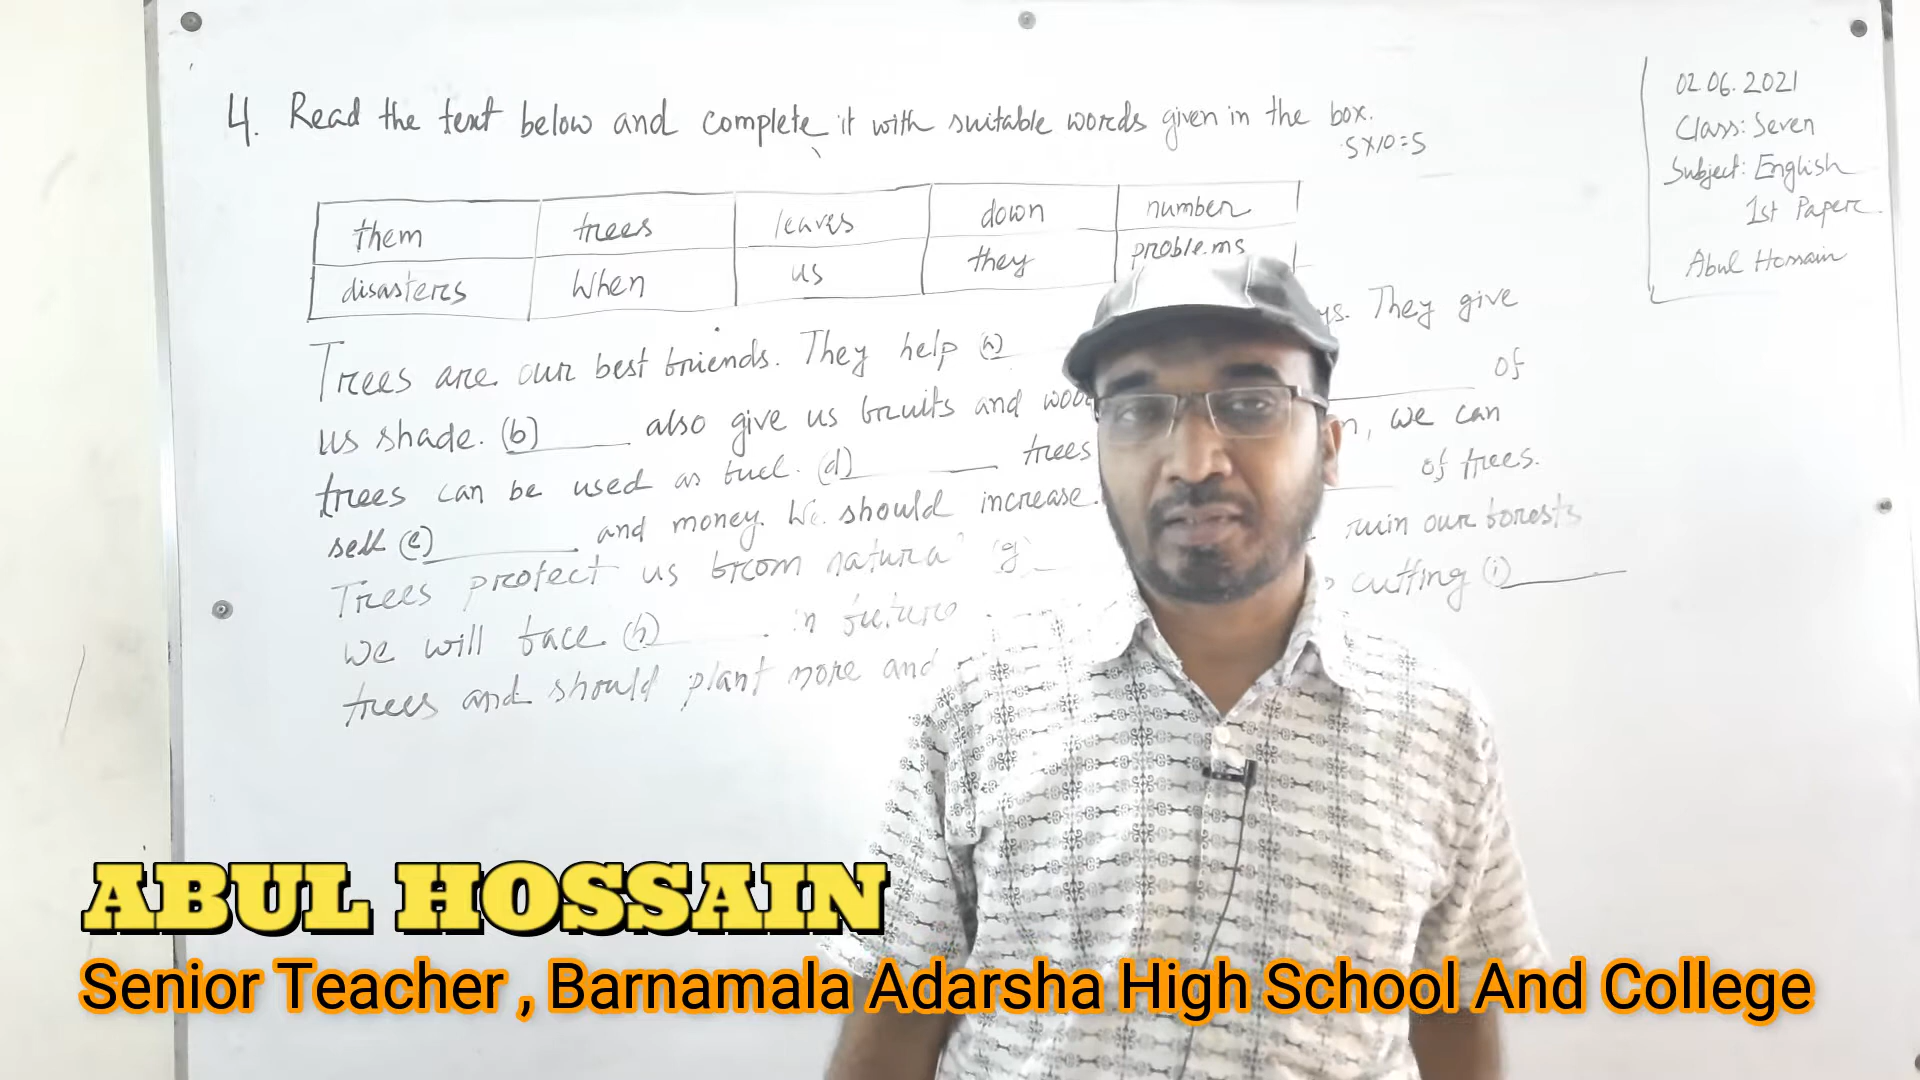 4. Read the text below and complete it with suitable words given in the box.
5X10=5
them trees leaves down number
disasters When us they problems
Trees are our best friends. They help (a) ys. They give
us shade. (b) also give us fruits and wood of
trees can be used as fuel. (d) trees n, we can
sell (e) and money. We should increase of trees.
Trees protect us from natural (g) ruin our forests
we will face (h) in future cutting (i)
trees and should plant more and
02.06.2021
Class: Seven
Subject: English
1st Paper
Abul Hossain
ABUL HOSSAIN
Senior Teacher , Barnamala Adarsha High School And College